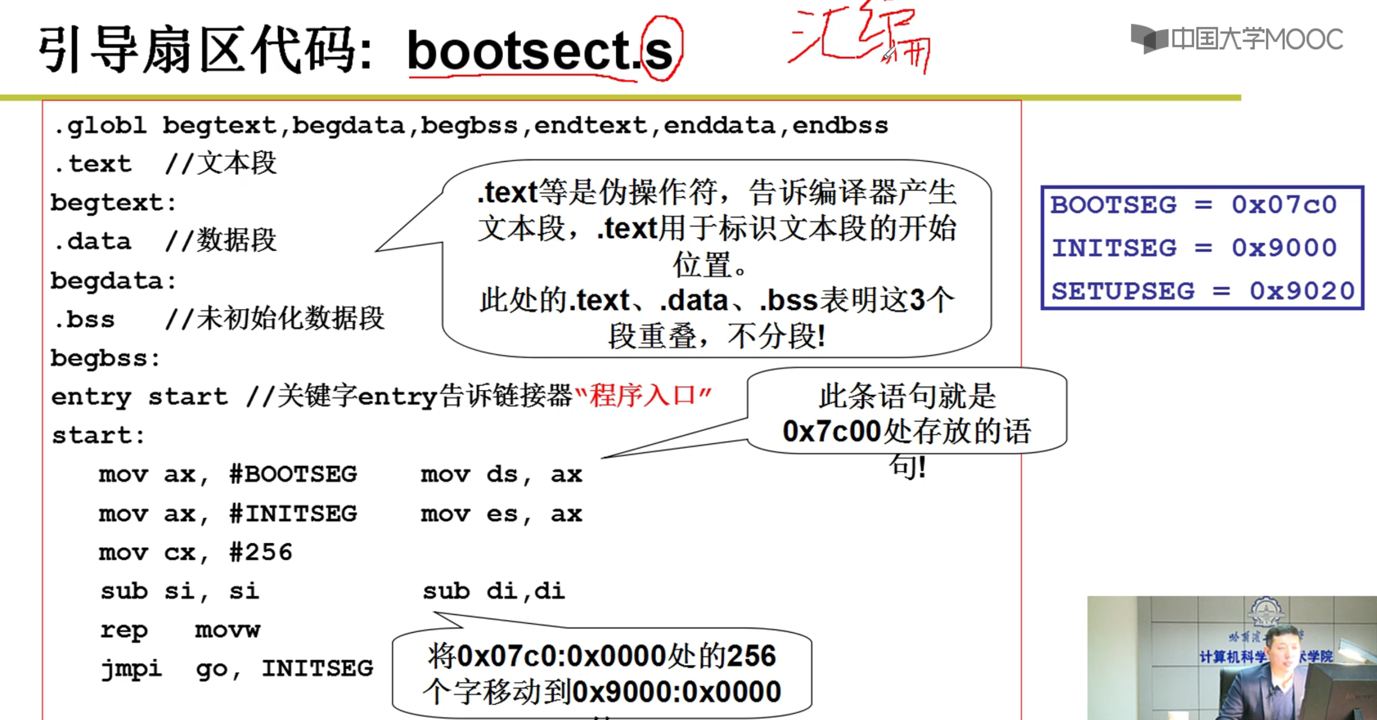 引导扇区代码: bootsect.s
汇编
中国大学MOOC
.globl begtext,begdata,begbss,endtext,enddata,endbss
.text //文本段
begtext:
.data //数据段
begdata:
.bss //未初始化数据段
begbss:
entry start //关键字entry告诉链接器“程序入口”
start:
mov ax, #BOOTSEG mov ds, ax
mov ax, #INITSEG mov es, ax
mov cx, #256
sub si, si sub di,di
rep movw
jmpi go, INITSEG
.text等是伪操作符，告诉编译器产生
文本段，.text用于标识文本段的开始
位置。
此处的.text、.data、.bss表明这3个
段重叠，不分段!
此条语句就是
0x7c00处存放的语
句!
将0x07c0:0x0000处的256
个字移动到0x9000:0x0000
BOOTSEG = 0x07c0
INITSEG = 0x9000
SETUPSEG = 0x9020
计算机科学 术学院